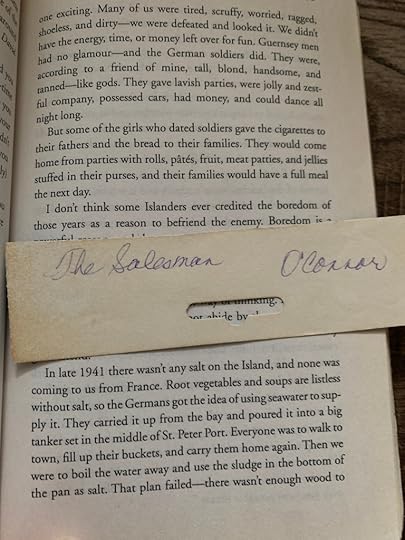 one exciting. Many of us were tired, scruffy, worried, ragged,
shoeless, and dirty—we were defeated and looked it. We didn't
have the energy, time, or money left over for fun. Guernsey men
had no glamour—and the German soldiers did. They were,
according to a friend of mine, tall, blond, handsome, and
tanned—like gods. They gave lavish parties, were jolly and zest-
ful company, possessed cars, had money, and could dance all
night long.
But some of the girls who dated soldiers gave the cigarettes to
their fathers and the bread to their families. They would come
home from parties with rolls, pâtés, fruit, meat patties, and jellies
stuffed in their purses, and their families would have a full meal
the next day.
I don't think some Islanders ever credited the boredom of
those years as a reason to befriend the enemy. Boredom is a
The Salesman O'Connor
of thinking.
abide by
In late 1941 there wasn't any salt on the Island, and none was
coming to us from France. Root vegetables and soups are listless
without salt, so the Germans got the idea of using seawater to sup-
ply it. They carried it up from the bay and poured it into a big
tanker set in the middle of St. Peter Port. Everyone was to walk to
town, fill up their buckets, and carry them home again. Then we
were to boil the water away and use the sludge in the bottom of
the pan as salt. That plan failed—there wasn't enough wood to